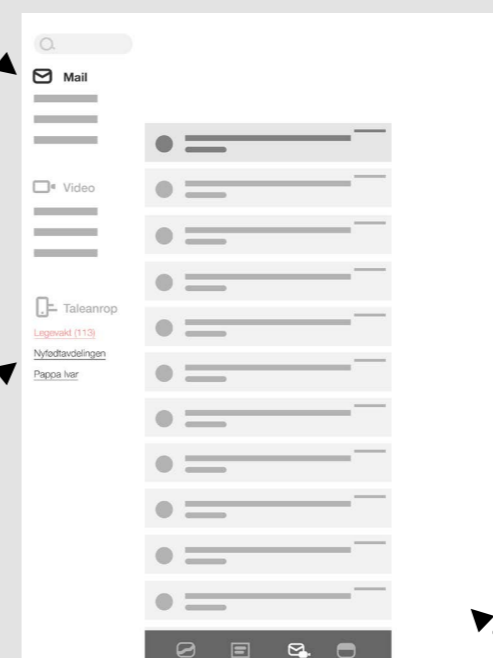 Mail
Video
Taleanrop
Legevakt (113)
Nyfødtavdelingen
Pappa Ivar